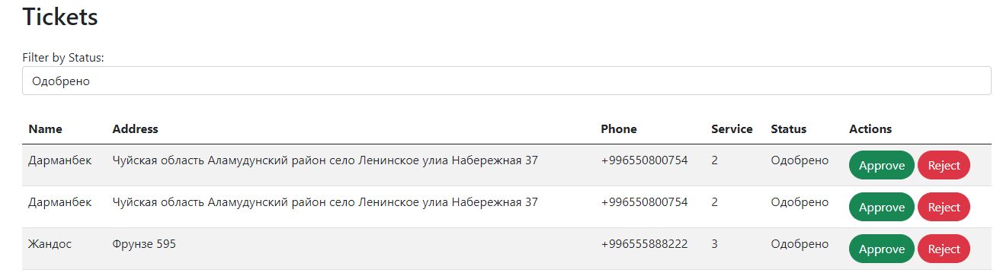 Tickets
Filter by Status:
Одобрено
Name Address Phone Service Status Actions
Дарманбек Чуйская область Аламудунский район село Ленинское улиа Набережная 37 +996550800754 2 Одобрено Approve Reject
Дарманбек Чуйская область Аламудунский район село Ленинское улиа Набережная 37 +996550800754 2 Одобрено Approve Reject
Жандос Фрунзе 595 +996555888222 3 Одобрено Approve Reject